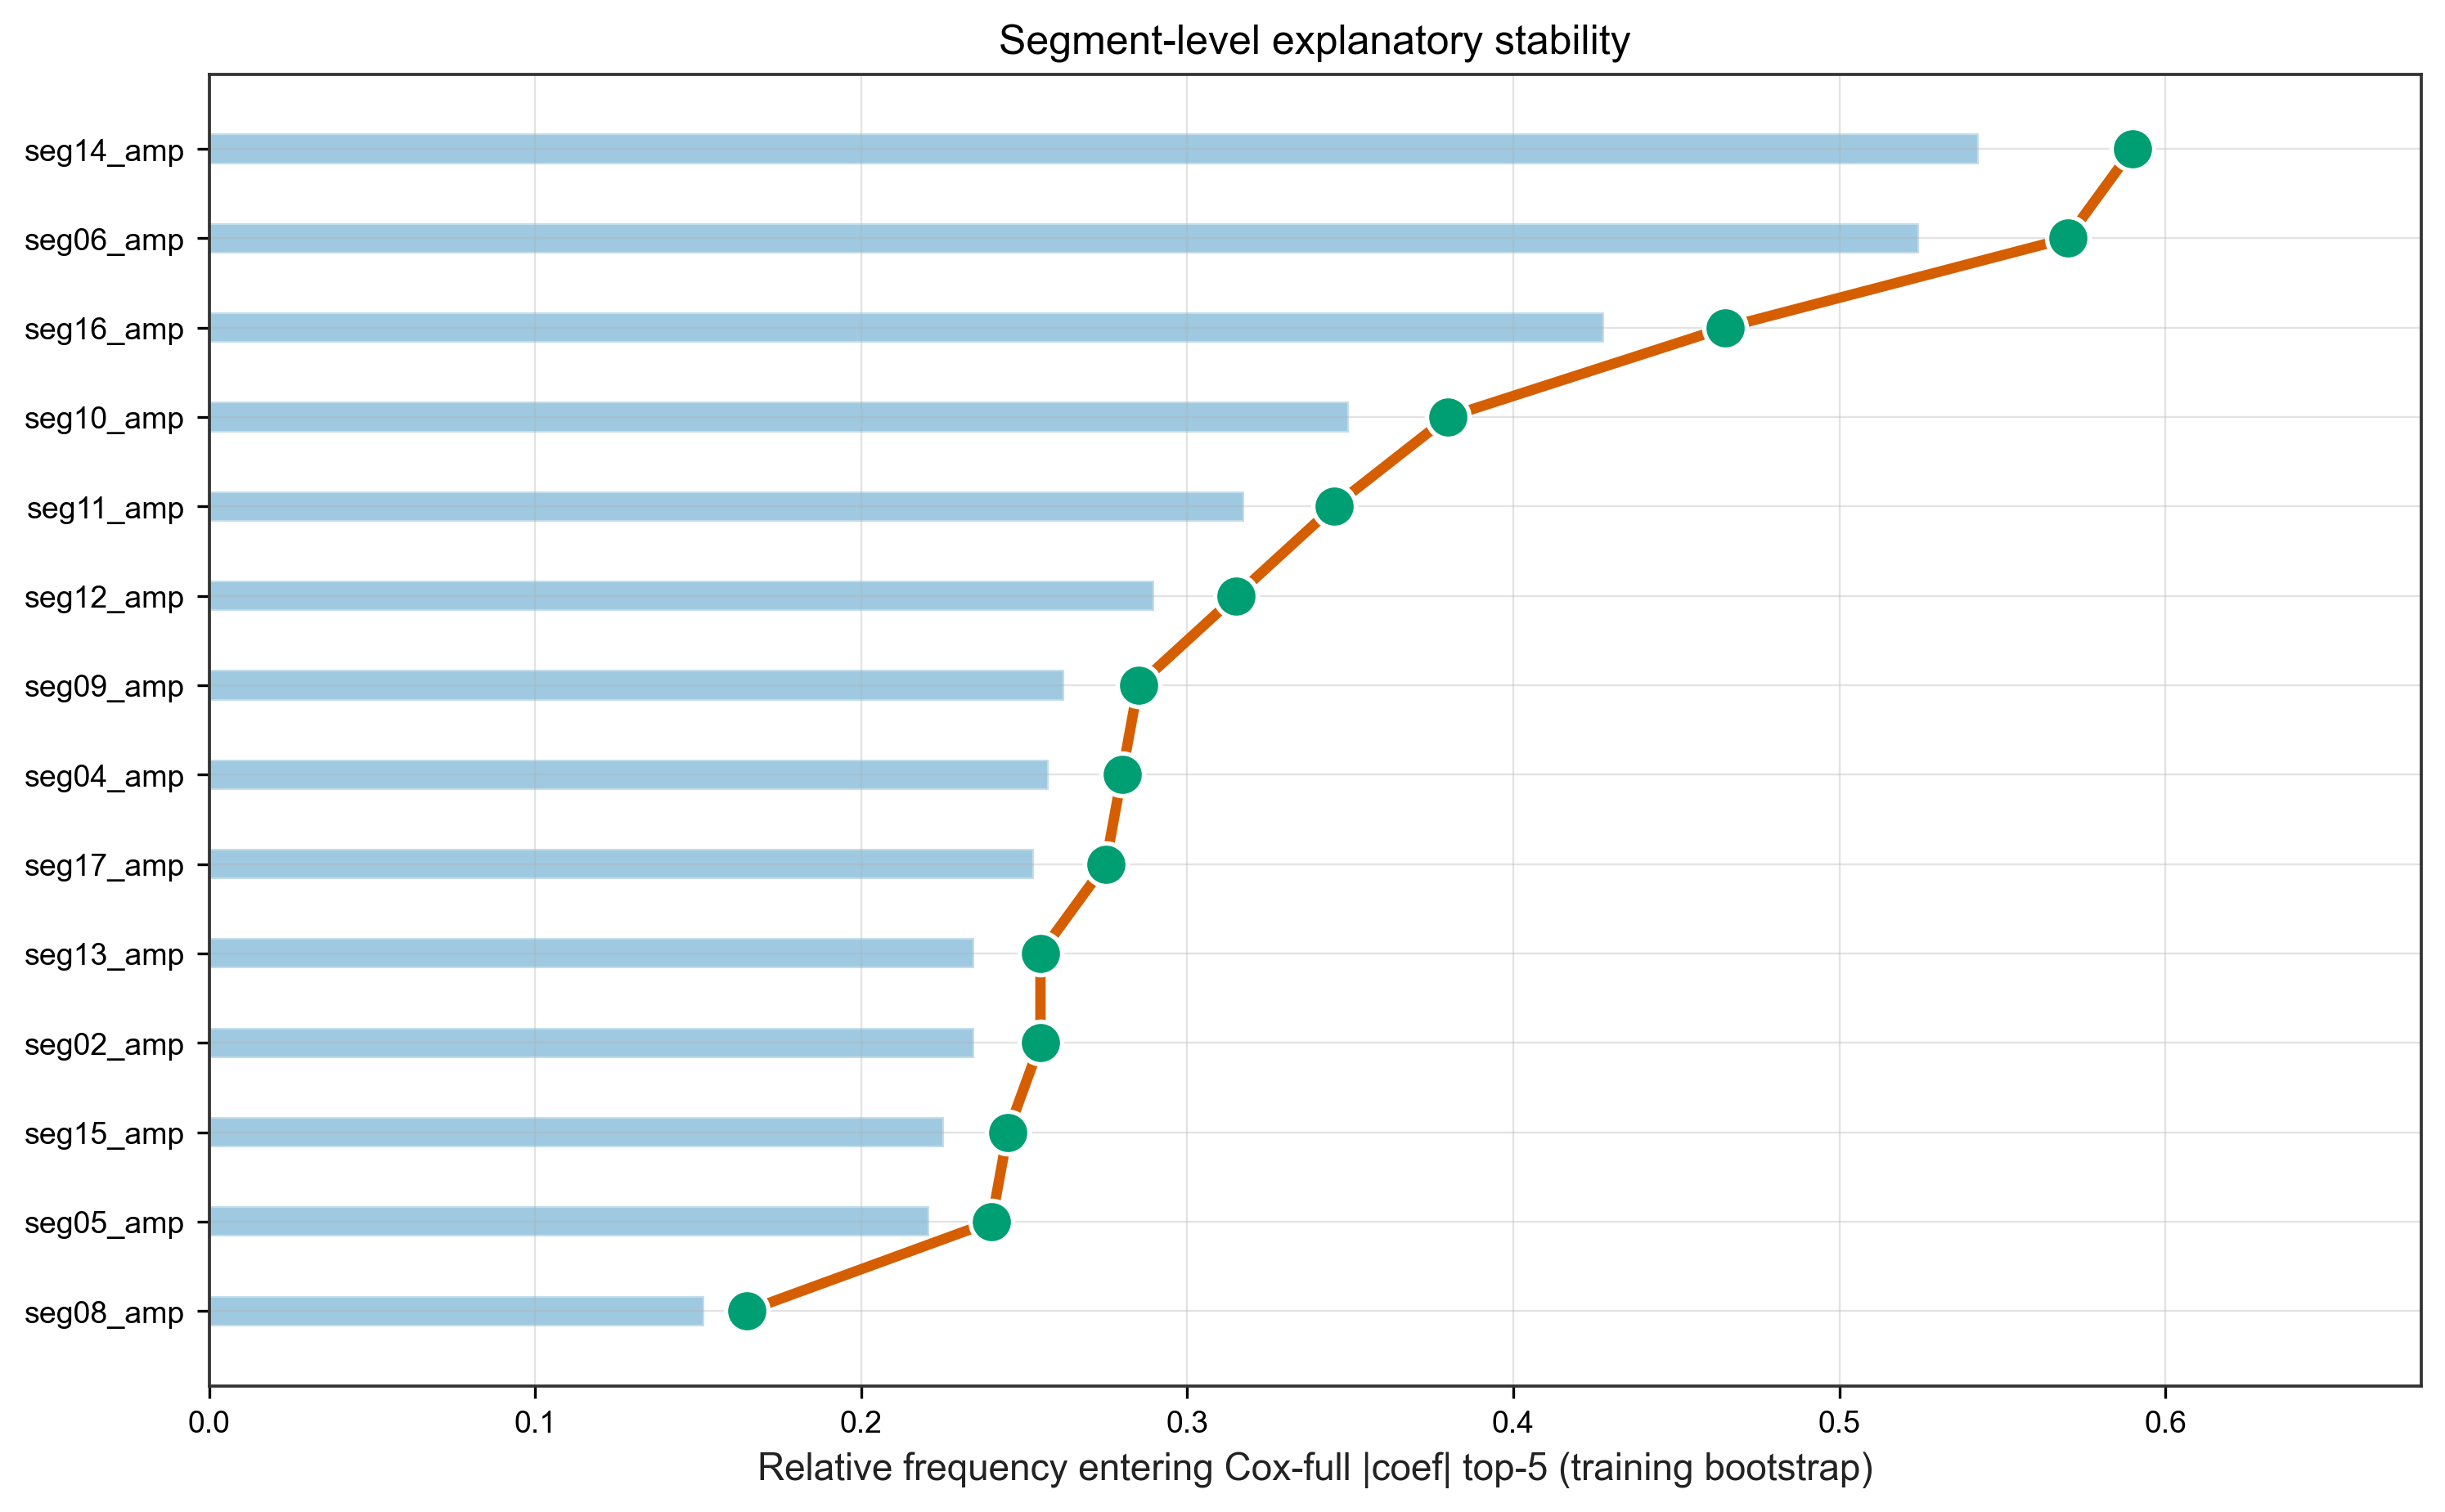 Segment-level explanatory stability
seg14_amp
seg06_amp
seg16_amp
seg10_amp
seg11_amp
seg12_amp
seg09_amp
seg04_amp
seg17_amp
seg13_amp
seg02_amp
seg15_amp
seg05_amp
seg08_amp
0.0 0.1 0.2 0.3 0.4 0.5 0.6
Relative frequency entering Cox-full |coef| top-5 (training bootstrap)